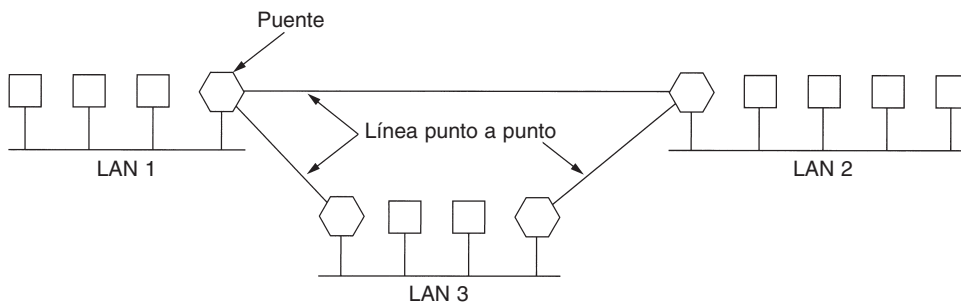 Puente
Línea punto a punto
LAN 1
LAN 2
LAN 3